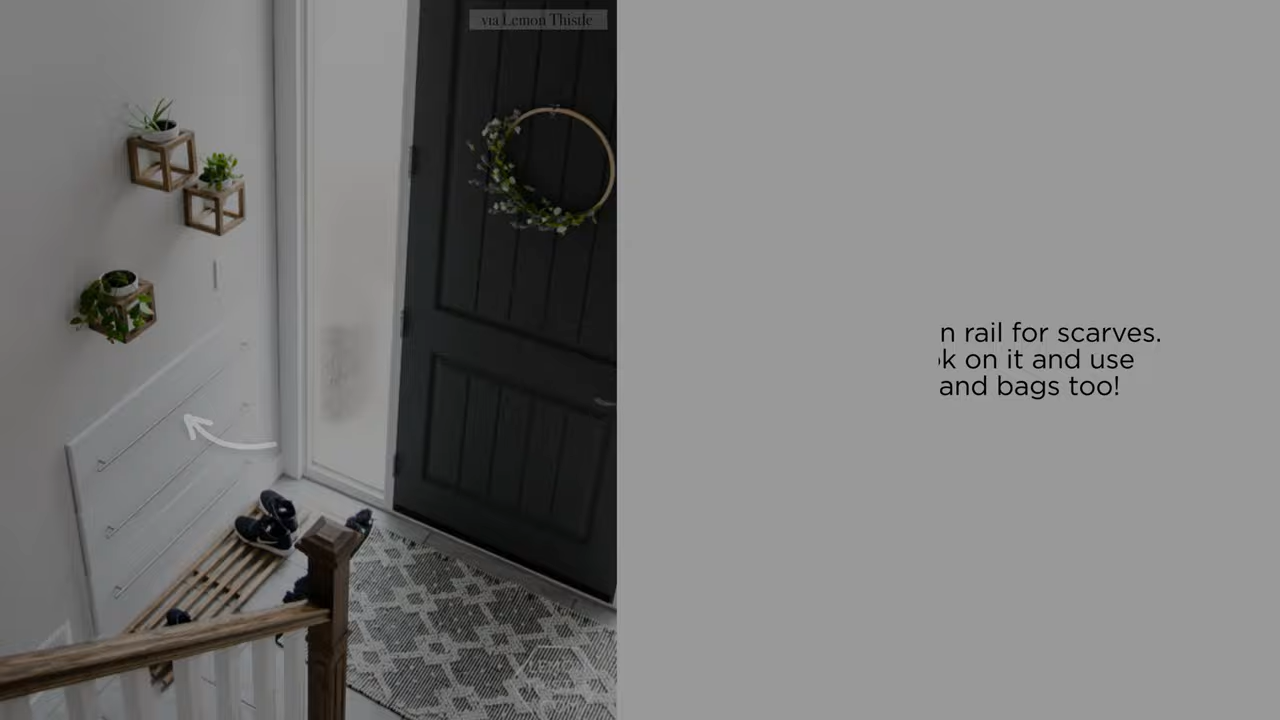 via Lemon Thistle
n rail for scarves.
k on it and use
and bags too!